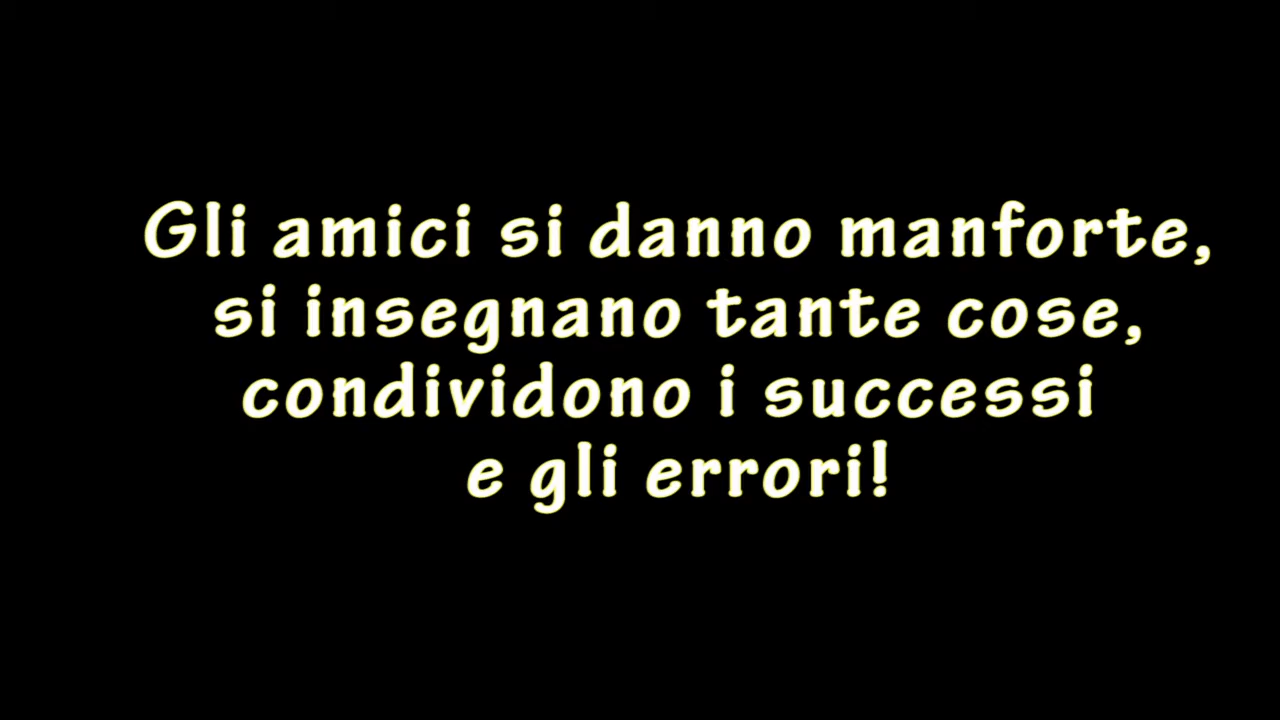 Gli amici si danno manforte,
si insegnano tante cose,
condividono i successi
e gli errori!